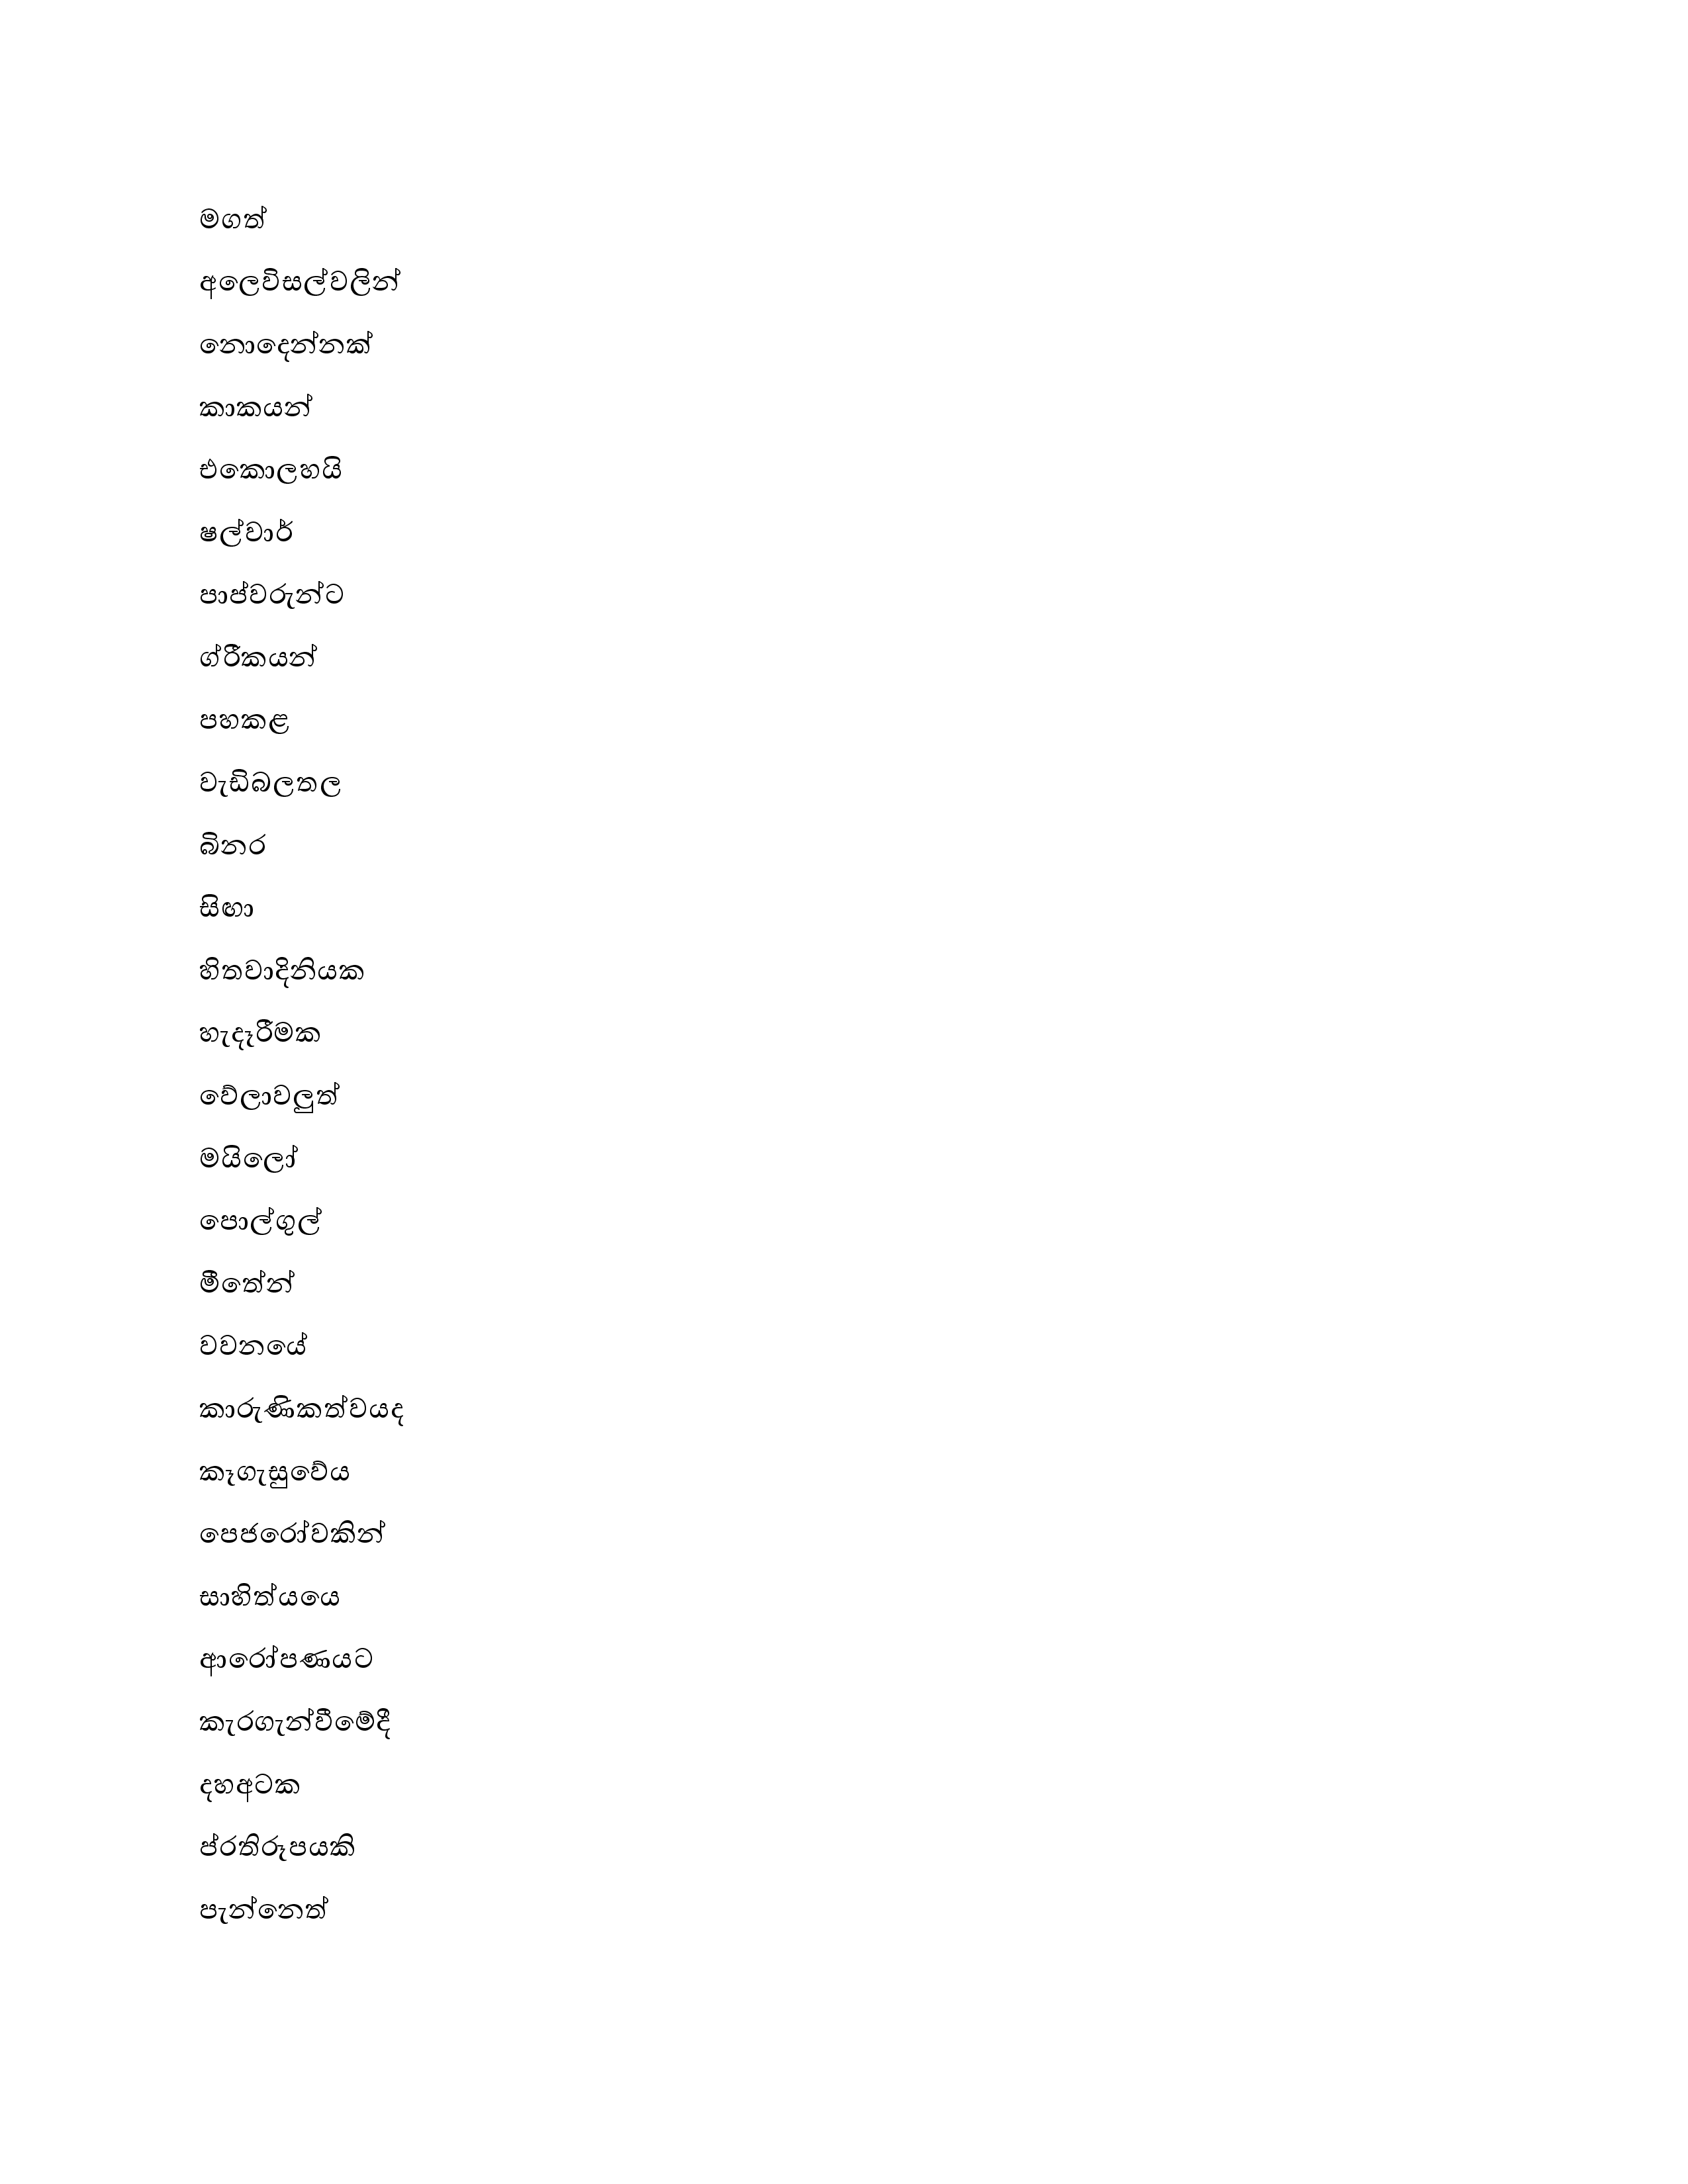 මගත්
අලෙවිසල්වලින්
නොදෙන්නක්
කාකයන්
එකොලහයි
ෂල්වාර්
පාප්වරුන්ට
ග්රීකයන්
පහකළ
වැඩිබලතල
බිනර
සිඟා
හිතවාදිනියක
හැදෑරීමක
වේලාවලුත්
මයිලෝ
පොල්ගුල්
මීතේන්
වවනයේ
කාරුණිකත්වයද
කෑගැසුවේය
පෙජරෝවකින්
සාහිත්යයෙ
ආරෝපණයට
කැරගැන්වීමේදී
දහඅටක
ප්රතිරූපයකි
පැන්නෙත්